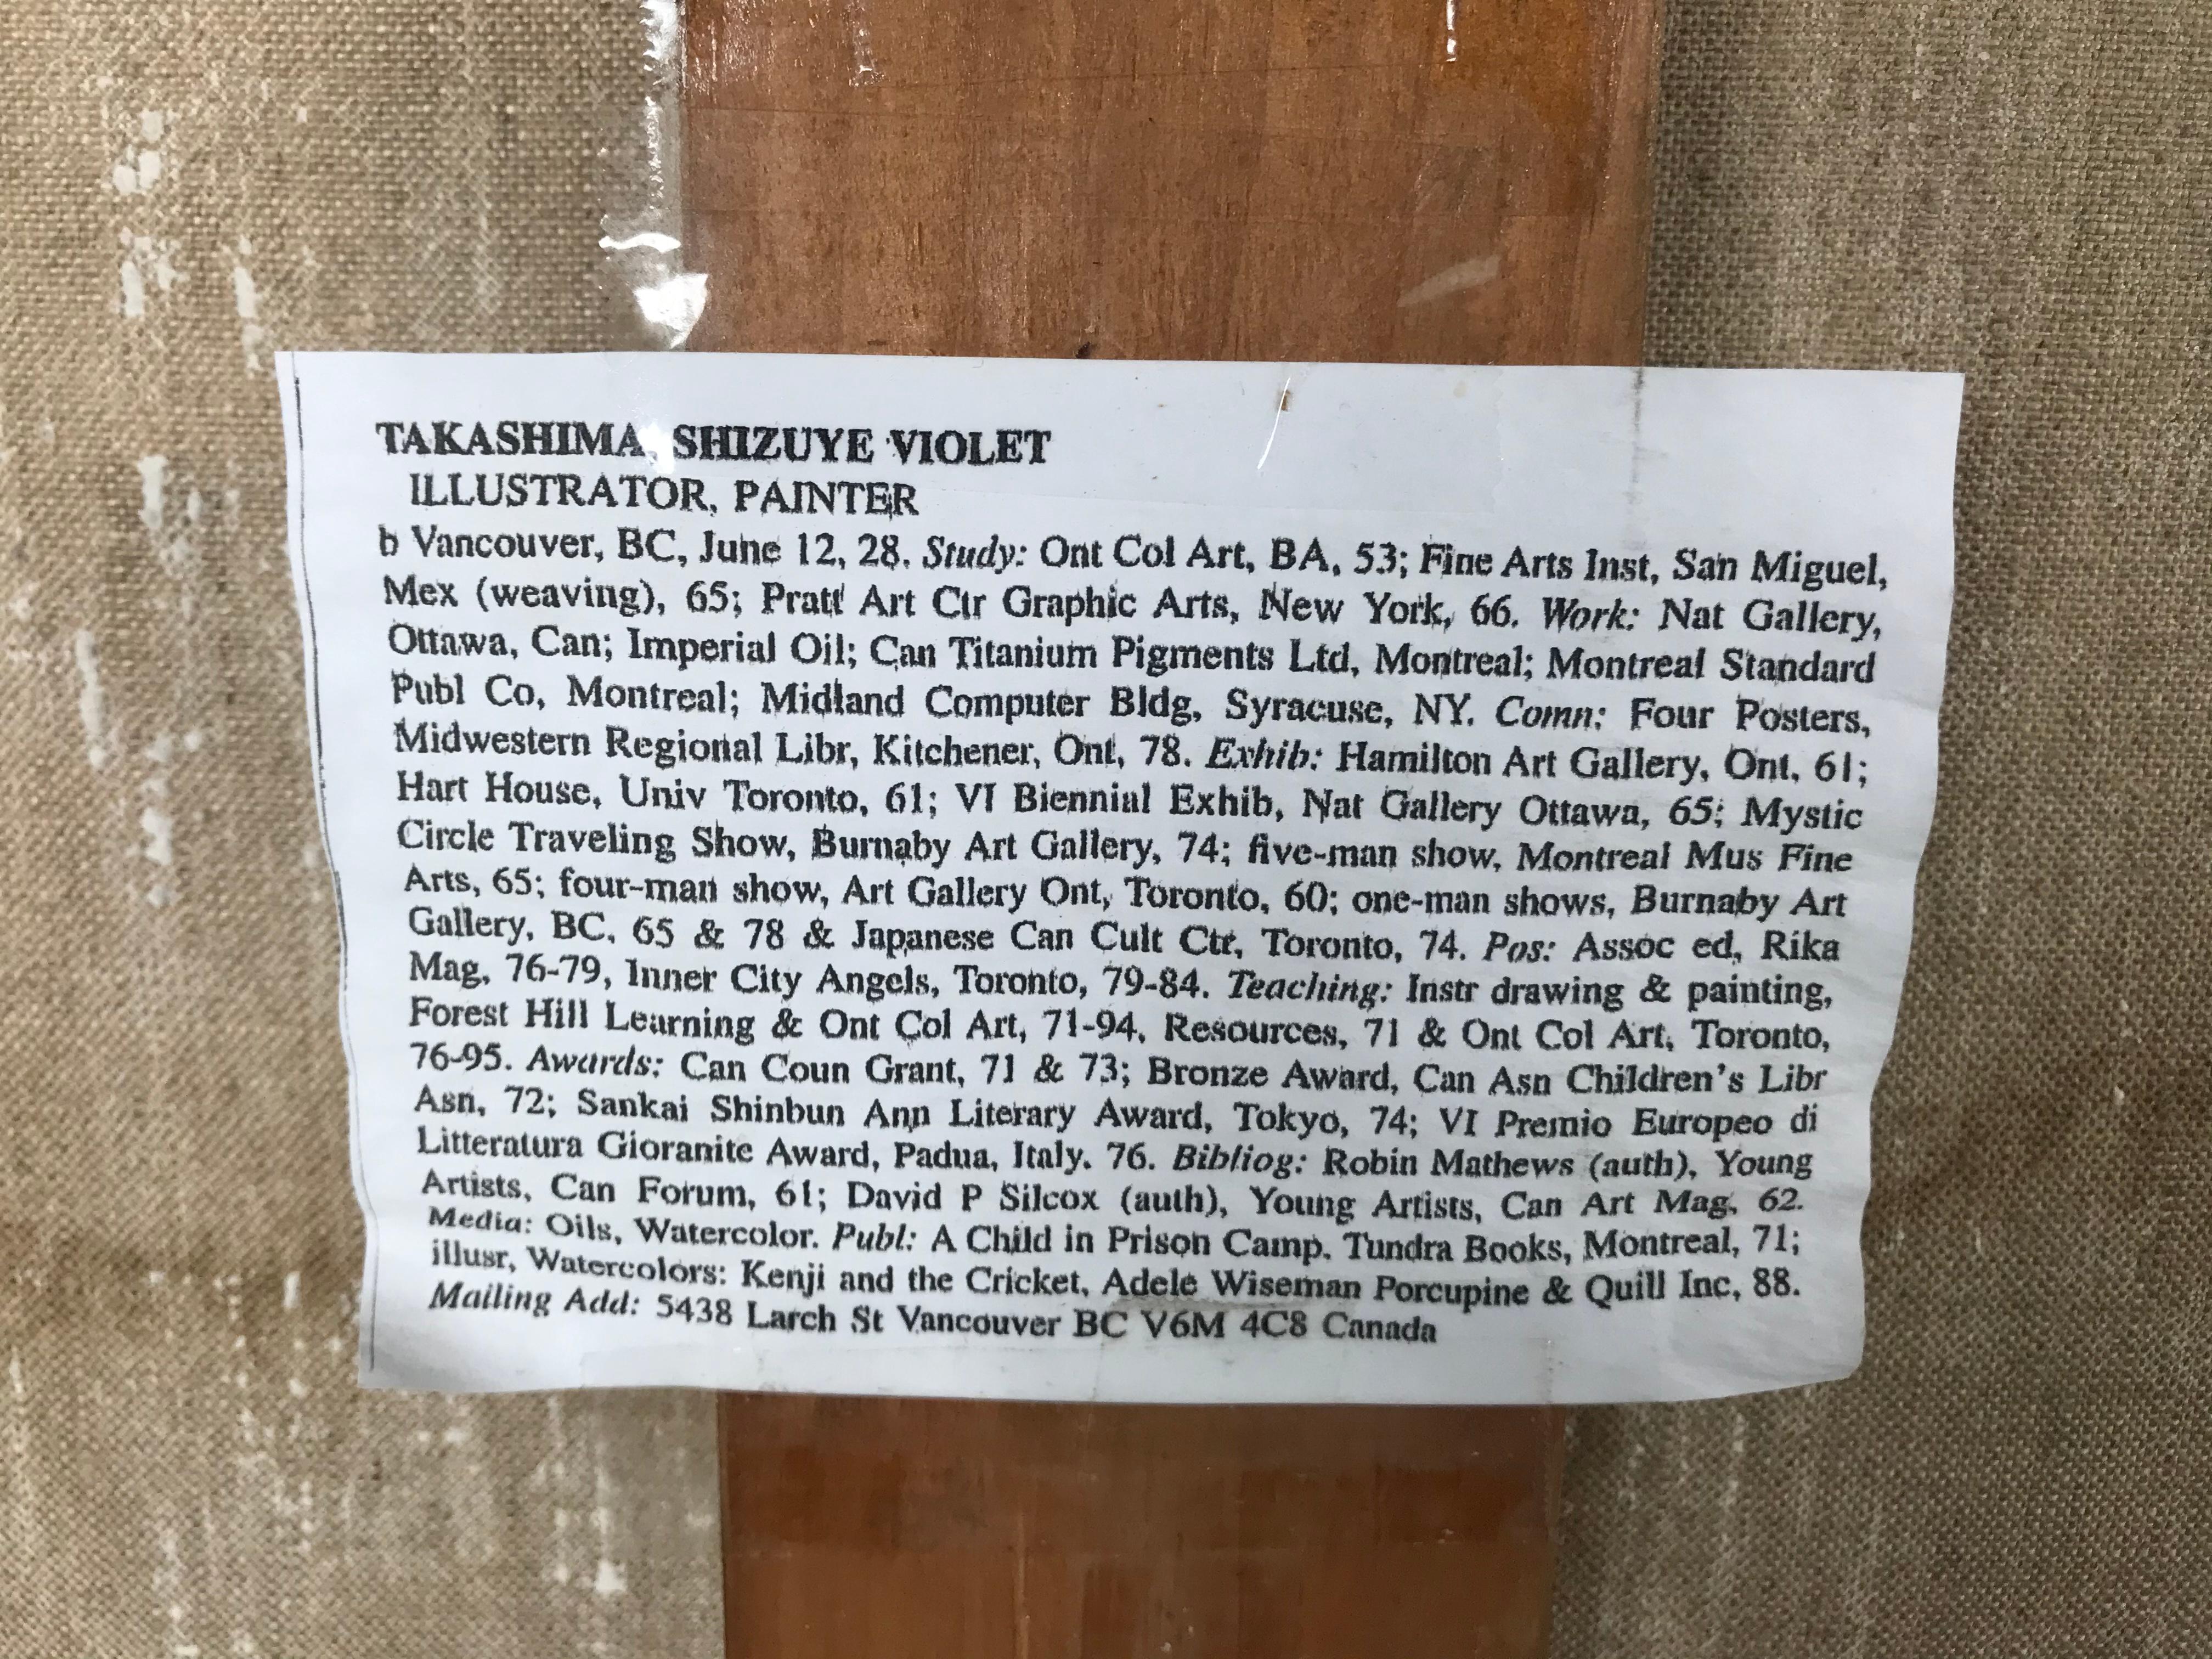 TAKASHIMA, SHIZUYE VIOLET
ILLUSTRATOR, PAINTER
b Vancouver, BC, June 12, 28. Study: Ont Col Art, BA, 53; Fine Arts Inst, San Miguel,
Mex (weaving), 65; Pratt Art Ctr Graphic Arts, New York, 66. Work: Nat Gallery,
Ottawa, Can; Imperial Oil; Can Titanium Pigments Ltd, Montreal; Montreal Standard
Publ Co, Montreal; Midland Computer Bldg, Syracuse, NY. Comn: Four Posters,
Midwestern Regional Libr, Kitchener, Ont, 78. Exhib: Hamilton Art Gallery, Ont, 61;
Hart House, Univ Toronto, 61; VI Biennial Exhib, Nat Gallery Ottawa, 65; Mystic
Circle Traveling Show, Burnaby Art Gallery, 74; five-man show, Montreal Mus Fine
Arts, 65; four-man show, Art Gallery Ont, Toronto, 60; one-man shows, Burnaby Art
Gallery, BC, 65 & 78 & Japanese Can Cult Ctr, Toronto, 74. Pos: Assoc ed, Rika
Mag, 76-79, Inner City Angels, Toronto, 79-84. Teaching: Instr drawing & painting,
Forest Hill Learning & Ont Col Art, 71-94, Resources, 71 & Ont Col Art, Toronto,
76-95. Awards: Can Coun Grant, 71 & 73; Bronze Award, Can Asn Children's Libr
Asn, 72; Sankai Shinbun Ann Literary Award, Tokyo, 74; VI Premio Europeo di
Litteratura Gioranite Award, Padua, Italy. 76. Bibliog: Robin Mathews (auth), Young
Artists, Can Forum, 61; David P Silcox (auth), Young Artists, Can Art Mag, 62.
Media: Oils, Watercolor. Publ: A Child in Prison Camp. Tundra Books, Montreal, 71;
illusr, Watercolors: Kenji and the Cricket, Adele Wiseman Porcupine & Quill Inc, 88.
Mailing Add: 5438 Larch St Vancouver BC V6M 4C8 Canada